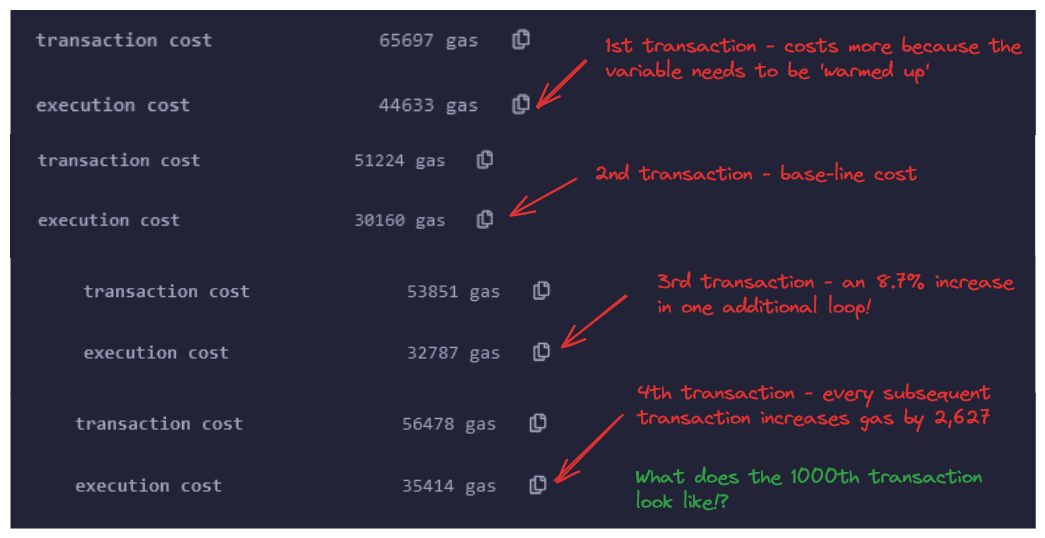 transaction cost 65697 gas
1st transaction - costs more because the
variable needs to be 'warmed up'
execution cost 44633 gas
transaction cost 51224 gas
2nd transaction - base-line cost
execution cost 30160 gas
3rd transaction - an 8.7% increase
in one additional loop!
transaction cost 53851 gas
execution cost 32787 gas
4th transaction - every subsequent
transaction increases gas by 2,627
transaction cost 56478 gas
execution cost 35414 gas
What does the 1000th transaction
look like!?